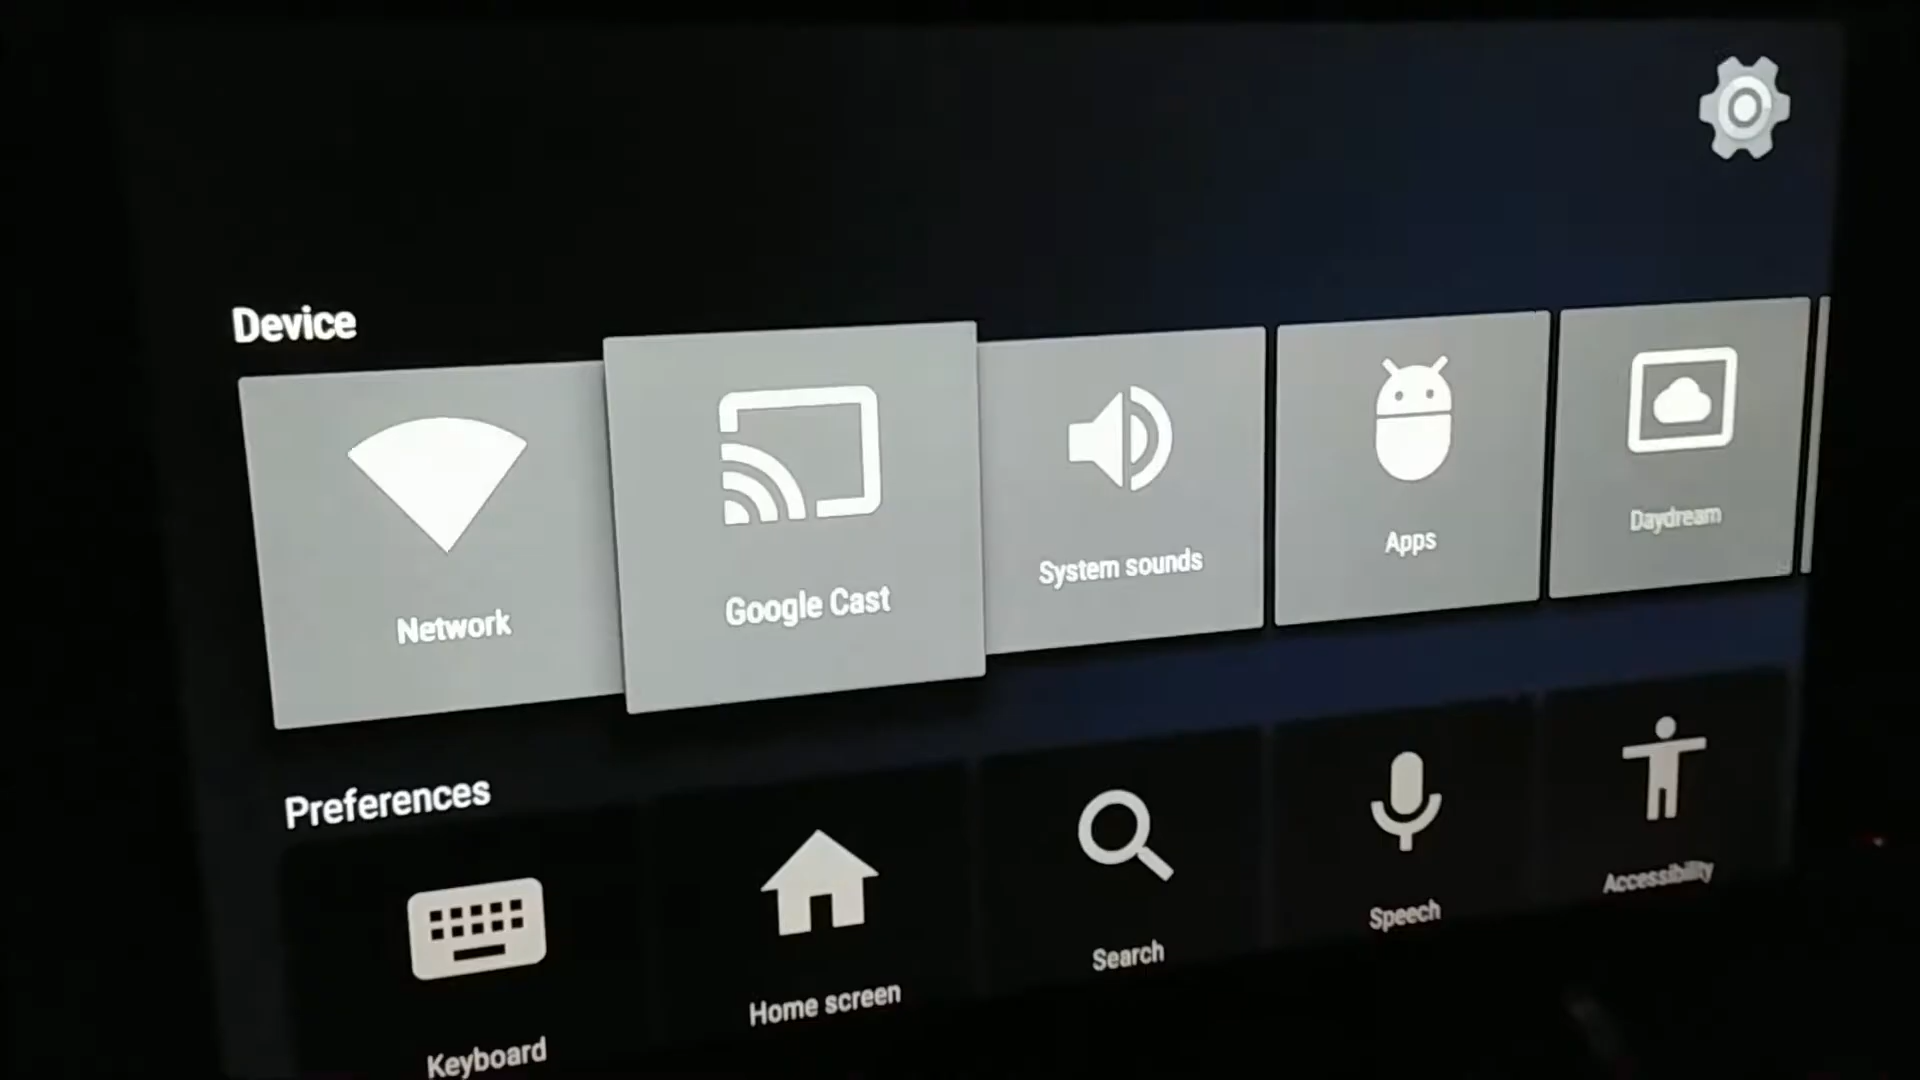 Device
Network
Google Cast
System sounds
Apps
Daydream
Preferences
Keyboard
Home screen
Search
Speech
Accessibility